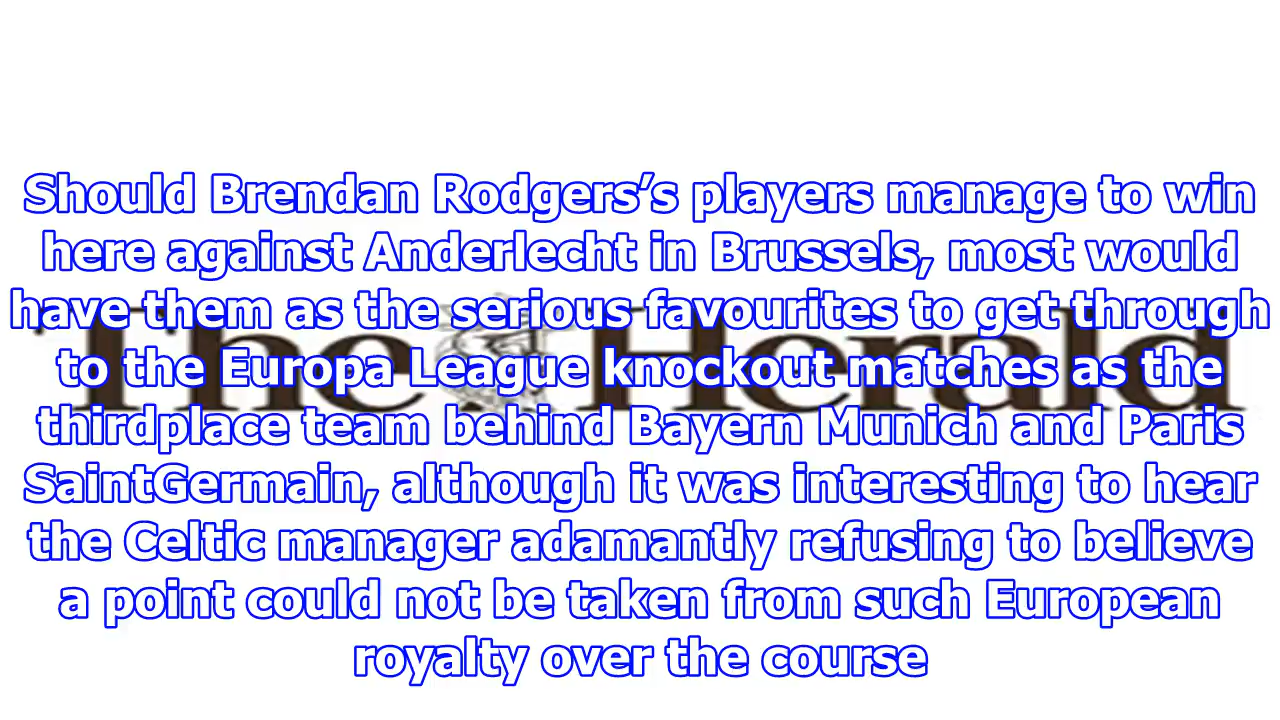 Should Brendan Rodgers’s players manage to win
here against Anderlecht in Brussels, most would
have them as the serious favourites to get through
to the Europa League knockout matches as the
thirdplace team behind Bayern Munich and Paris
SaintGermain, although it was interesting to hear
the Celtic manager adamantly refusing to believe
a point could not be taken from such European
royalty over the course
The Herald